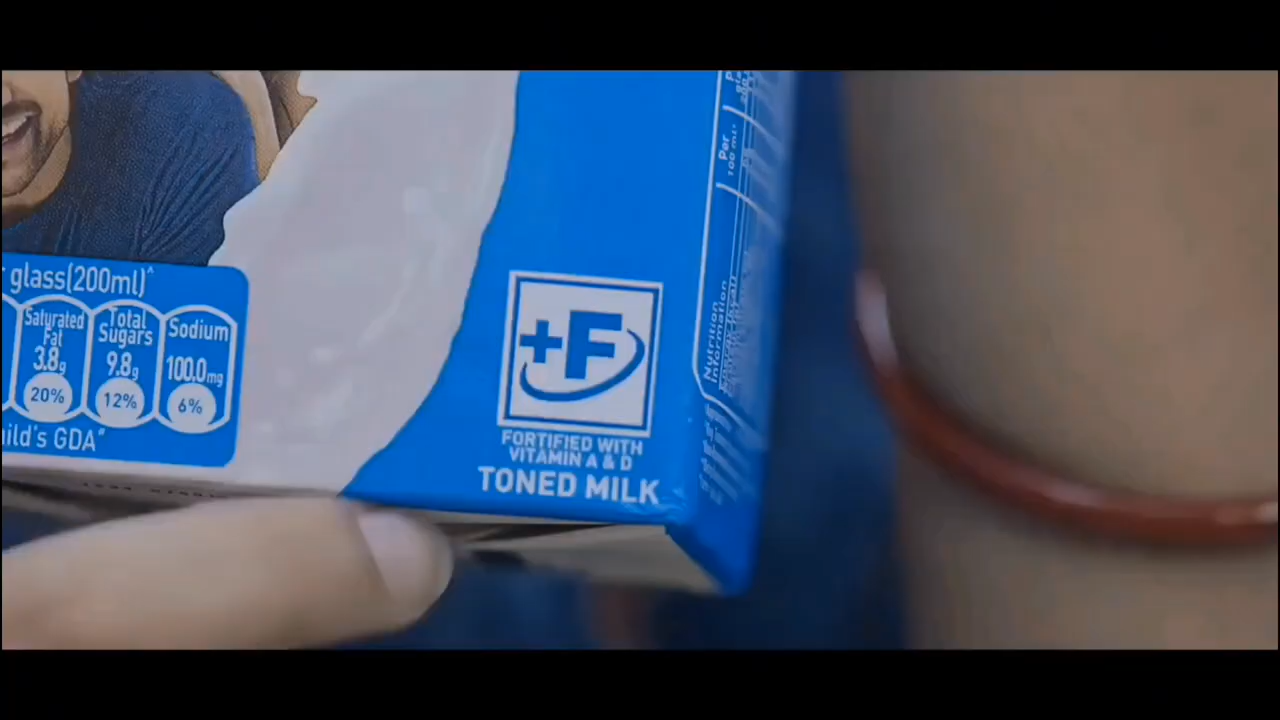 glass(200ml)^
Saturated
Fat
3.8g
20%
Total
Sugars
9.8g
12%
Sodium
100.0mg
6%
ild's GDA*
+F
FORTIFIED WITH
VITAMIN A & D
TONED MILK
Per
100 ml*
Nutrition
Information